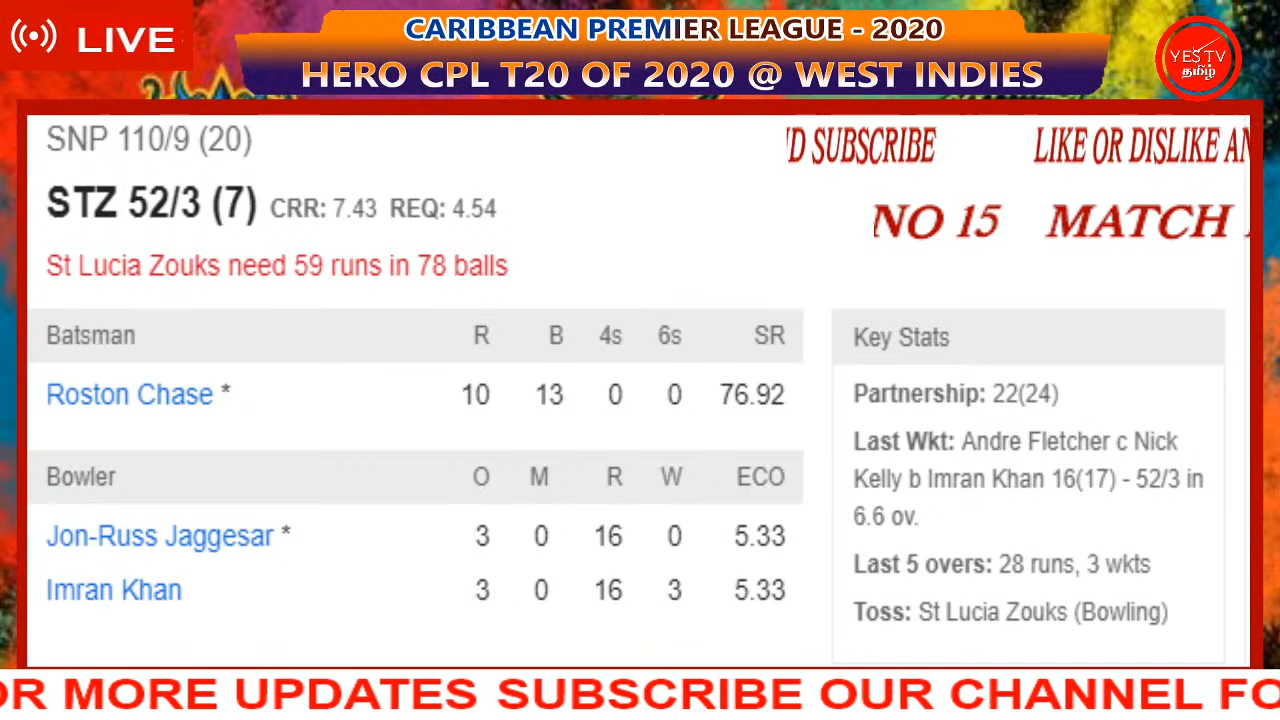 LIVE
CARIBBEAN PREMIER LEAGUE - 2020
HERO CPL T20 OF 2020 @ WEST INDIES
YES TV
தமிழ்
SNP 110/9 (20)
D SUBSCRIBE LIKE OR DISLIKE AN
STZ 52/3 (7) CRR: 7.43 REQ: 4.54
NO 15 MATCH
St Lucia Zouks need 59 runs in 78 balls
Batsman R B 4s 6s SR
Roston Chase * 10 13 0 0 76.92
Bowler O M R W ECO
Jon-Russ Jaggesar * 3 0 16 0 5.33
Imran Khan 3 0 16 3 5.33
Key Stats
Partnership: 22(24)
Last Wkt: Andre Fletcher c Nick
Kelly b Imran Khan 16(17) - 52/3 in
6.6 ov.
Last 5 overs: 28 runs, 3 wkts
Toss: St Lucia Zouks (Bowling)
OR MORE UPDATES SUBSCRIBE OUR CHANNEL FO